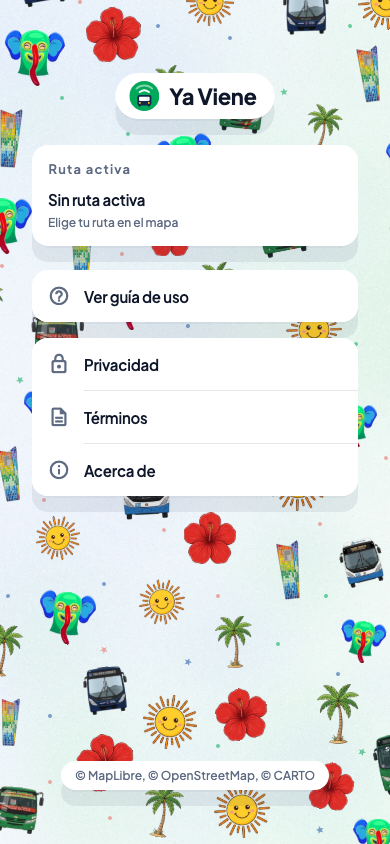 Ya Viene
Ruta activa
Sin ruta activa
Elige tu ruta en el mapa
Ver guía de uso
Privacidad
Términos
Acerca de
© MapLibre, © OpenStreetMap, © CARTO